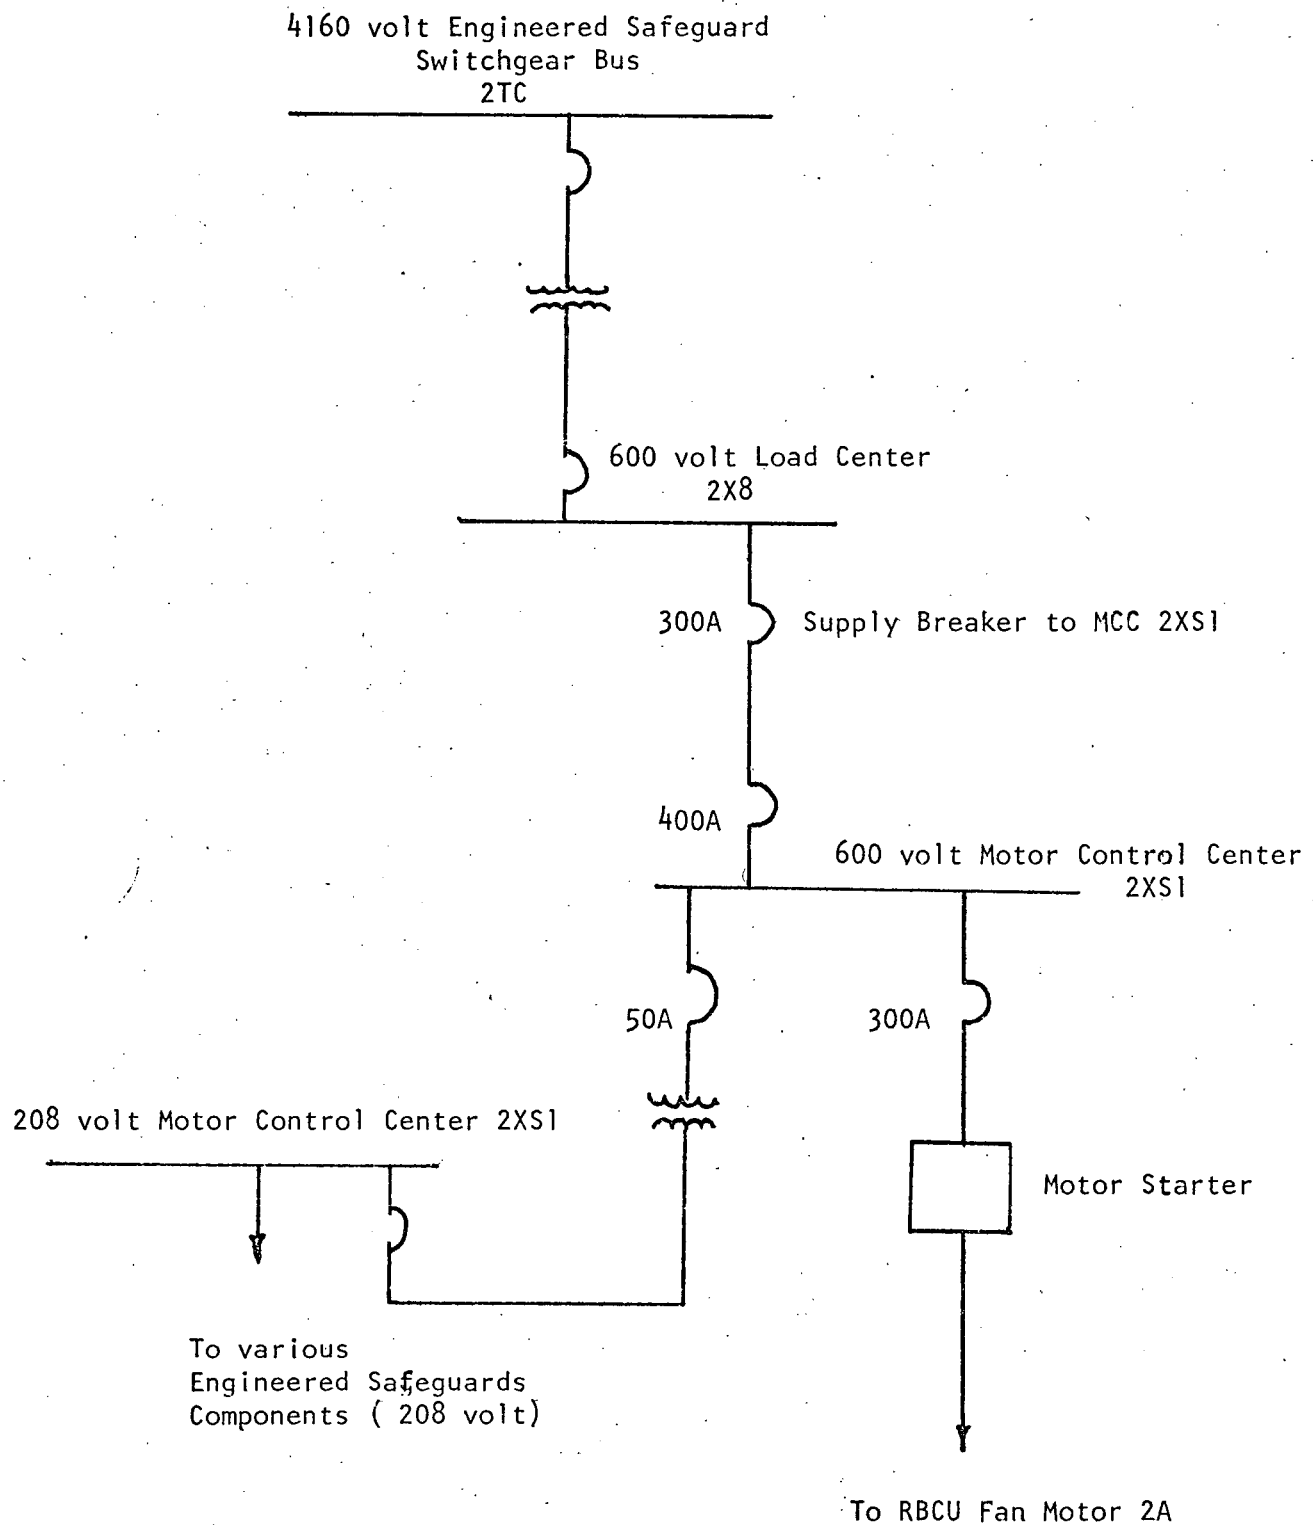 4160 volt Engineered Safeguard
Switchgear Bus
2TC
600 volt Load Center
2X8
300A
Supply Breaker to MCC 2XS1
400A
600 volt Motor Control Center
2XS1
50A
300A
208 volt Motor Control Center 2XS1
Motor Starter
To various
Engineered Safeguards
Components ( 208 volt)
To RBCU Fan Motor 2A